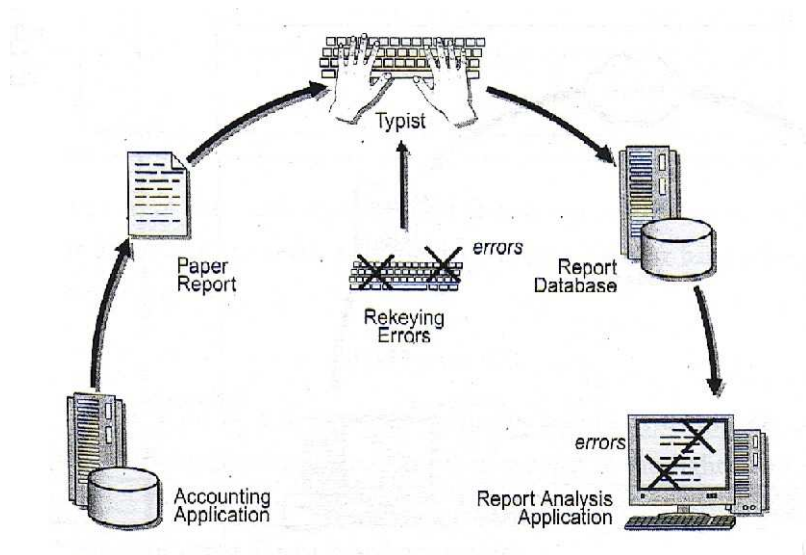 Typist
errors
Paper
Report
Rekeying
Errors
Report
Database
errors
Accounting
Application
Report Analysis
Application